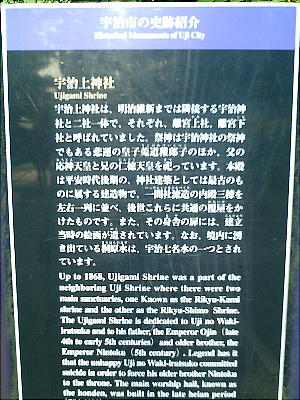 宇治市の史跡紹介
Historical Monuments of Uji City
宇治上神社
Ujigami Shrine
宇治上神社は、明治維新までは隣接する宇治神
社と二社一体で、それぞれ、離宮上社、離宮下
社と呼ばれていました。祭神は宇治神社の祭神
でもある悲運の皇子菟道稚郎子のほか、父の
応神天皇と兄の仁徳天皇を祀っています。本殿
は平安時代後期の、神社建築としては最古のも
のに属する建造物で、一間社流造の内殿三棟を
左右一列に並べ、後世これらに共通の覆屋をか
けたものです。また、その身舎の扉には、建立
当時の絵画が遺されています。なお、境内に湧
き出ている桐原水は、宇治七名水の一つとされ
ています。
Up to 1868, Ujigami Shrine was a part of the
neighboring Uji Shrine where there were two
main sanctuaries, one Known as the Rikyu-Kami
shrine and the other as the Rikyu-Shimo Shrine.
The Ujigami Shrine is dedicated to Uji no Waki-
iratsuko and to his father, the Emperor Ojin (late
4th to early 5th centuries) and older brother, the
Emperor Nintoku (5th century). Legend has it
that the unhappy Uji no Waki-iratsuko committed
suicide in order to force his older brother Nintoku
to the throne. The main worship hall, known as
the honden, was built in the late heian period